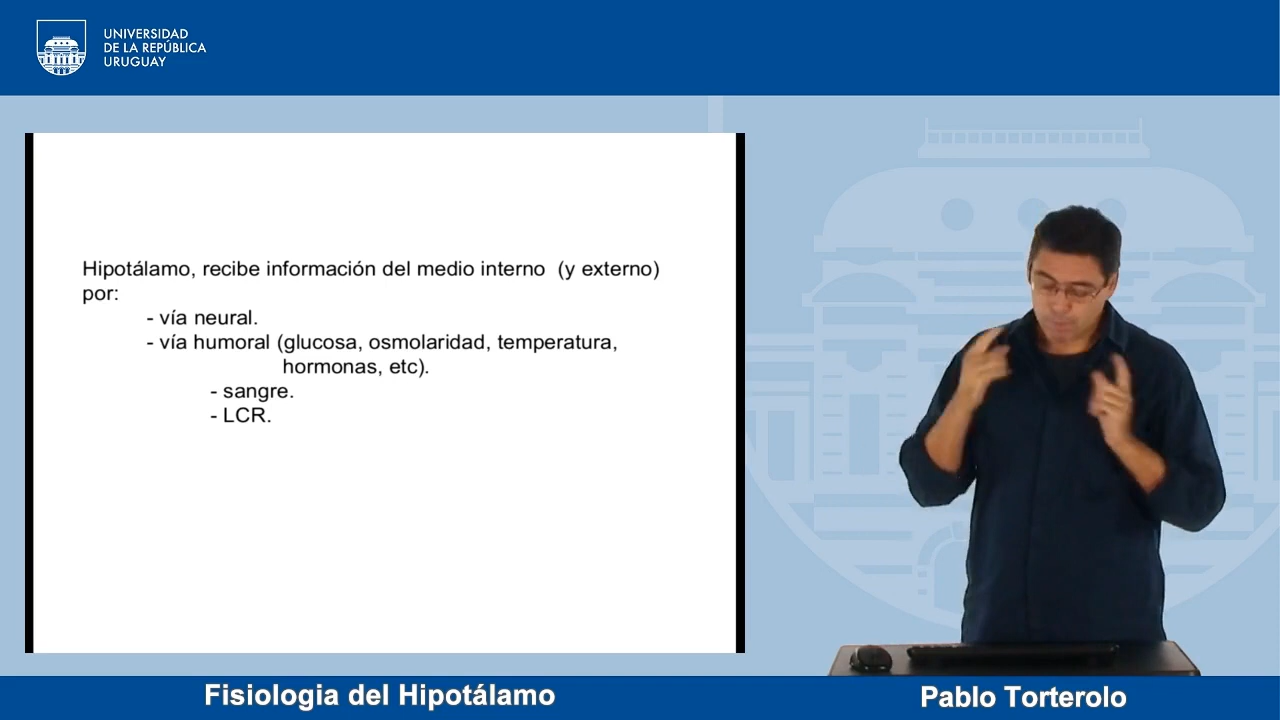 UNIVERSIDAD
DE LA REPÚBLICA
URUGUAY
Hipotálamo, recibe información del medio interno (y externo)
por:
- vía neural.
- vía humoral (glucosa, osmolaridad, temperatura,
hormonas, etc).
- sangre.
- LCR.
Fisiologia del Hipotálamo
Pablo Torterolo